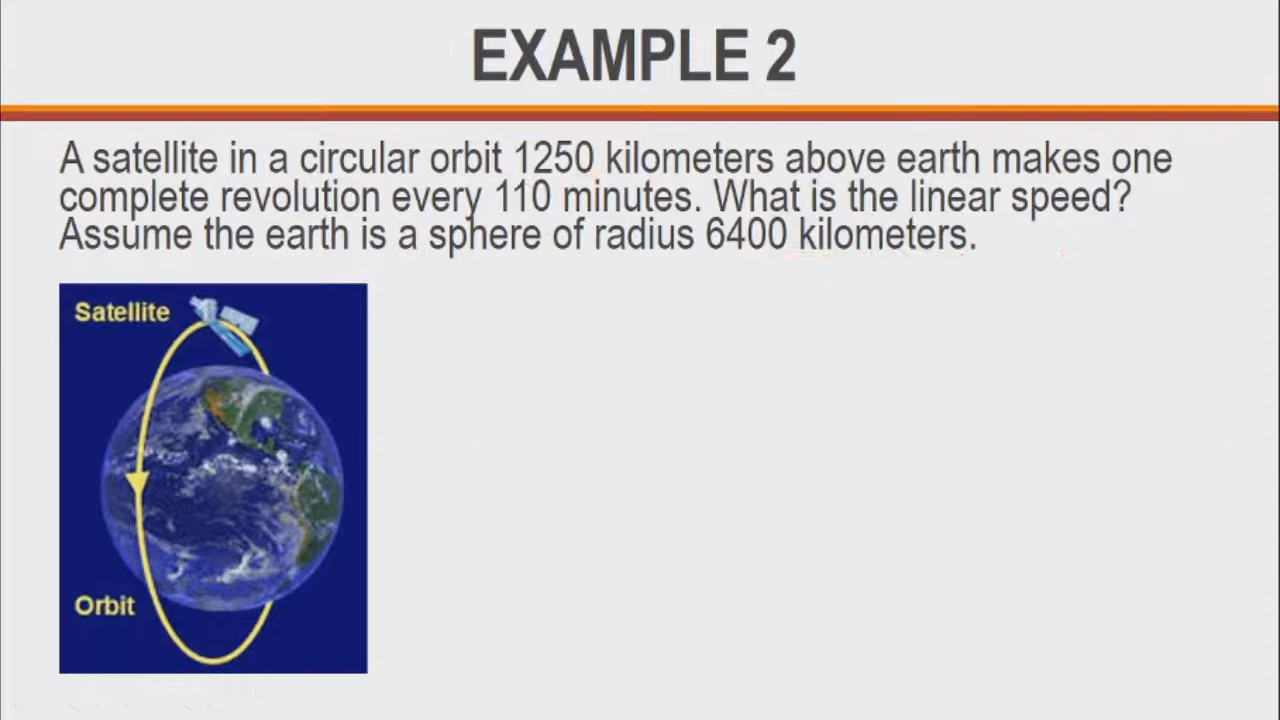 EXAMPLE 2
A satellite in a circular orbit 1250 kilometers above earth makes one
complete revolution every 110 minutes. What is the linear speed?
Assume the earth is a sphere of radius 6400 kilometers.
Satellite
Orbit